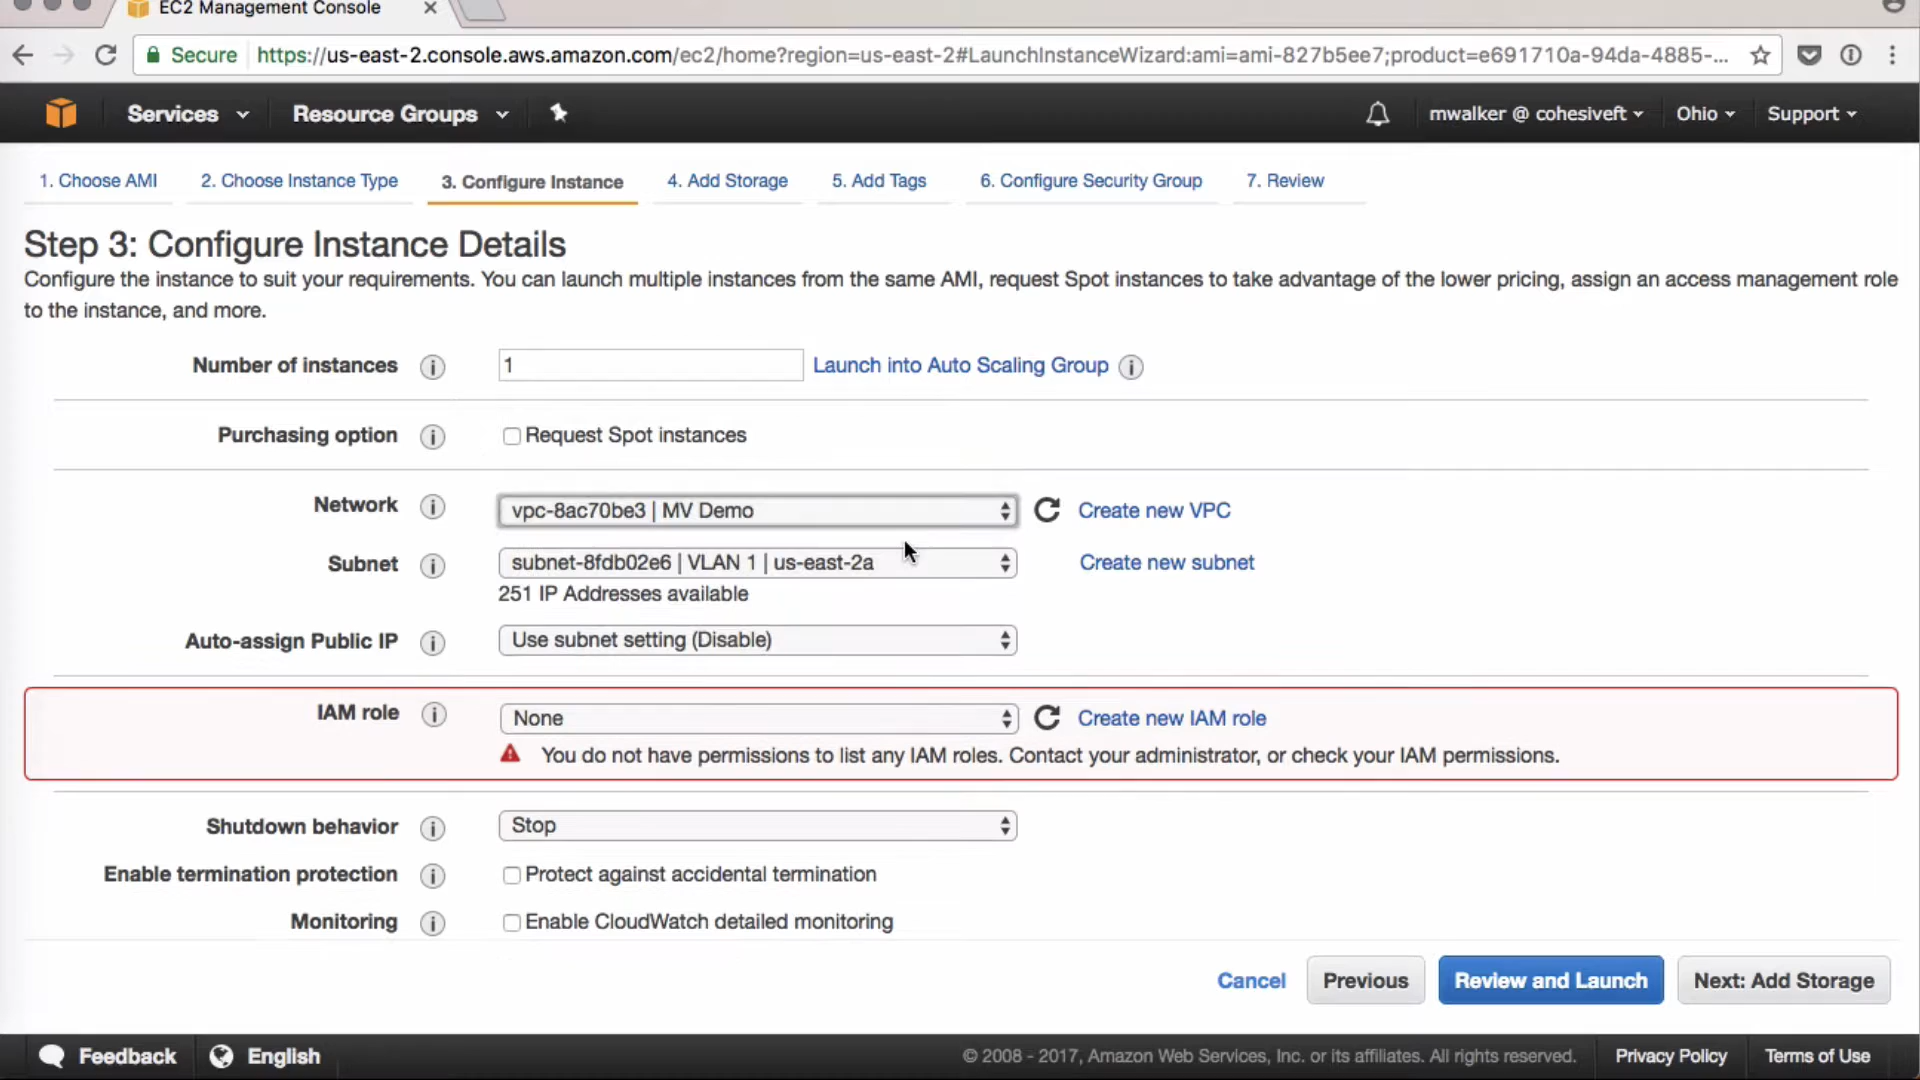 EC2 Management Console
Secure https://us-east-2.console.aws.amazon.com/ec2/home?region=us-east-2#LaunchInstanceWizard:ami=ami-827b5ee7;product=e691710a-94da-4885-...
Services Resource Groups mwalker @ cohesiveft Ohio Support
1. Choose AMI 2. Choose Instance Type 3. Configure Instance 4. Add Storage 5. Add Tags 6. Configure Security Group 7. Review
Step 3: Configure Instance Details
Configure the instance to suit your requirements. You can launch multiple instances from the same AMI, request Spot instances to take advantage of the lower pricing, assign an access management role
to the instance, and more.
Number of instances 1 Launch into Auto Scaling Group
Purchasing option Request Spot instances
Network vpc-8ac70be3 | MV Demo Create new VPC
Subnet subnet-8fdb02e6 | VLAN 1 | us-east-2a Create new subnet
251 IP Addresses available
Auto-assign Public IP Use subnet setting (Disable)
IAM role None Create new IAM role
You do not have permissions to list any IAM roles. Contact your administrator, or check your IAM permissions.
Shutdown behavior Stop
Enable termination protection Protect against accidental termination
Monitoring Enable CloudWatch detailed monitoring
Cancel Previous Review and Launch Next: Add Storage
Feedback English © 2008 - 2017, Amazon Web Services, Inc. or its affiliates. All rights reserved. Privacy Policy Terms of Use